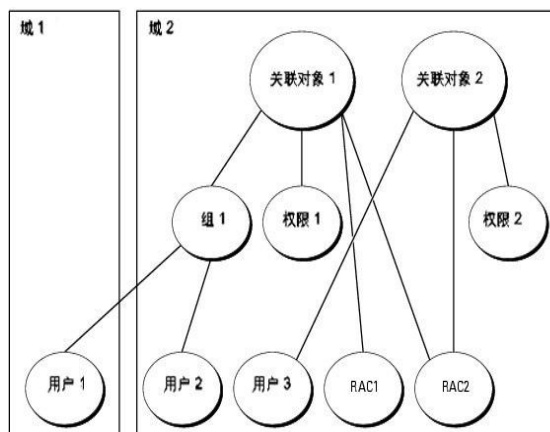 域 1
域 2
关联对象 1
关联对象 2
组 1
权限 1
权限 2
用户 1
用户 2
用户 3
RAC1
RAC2